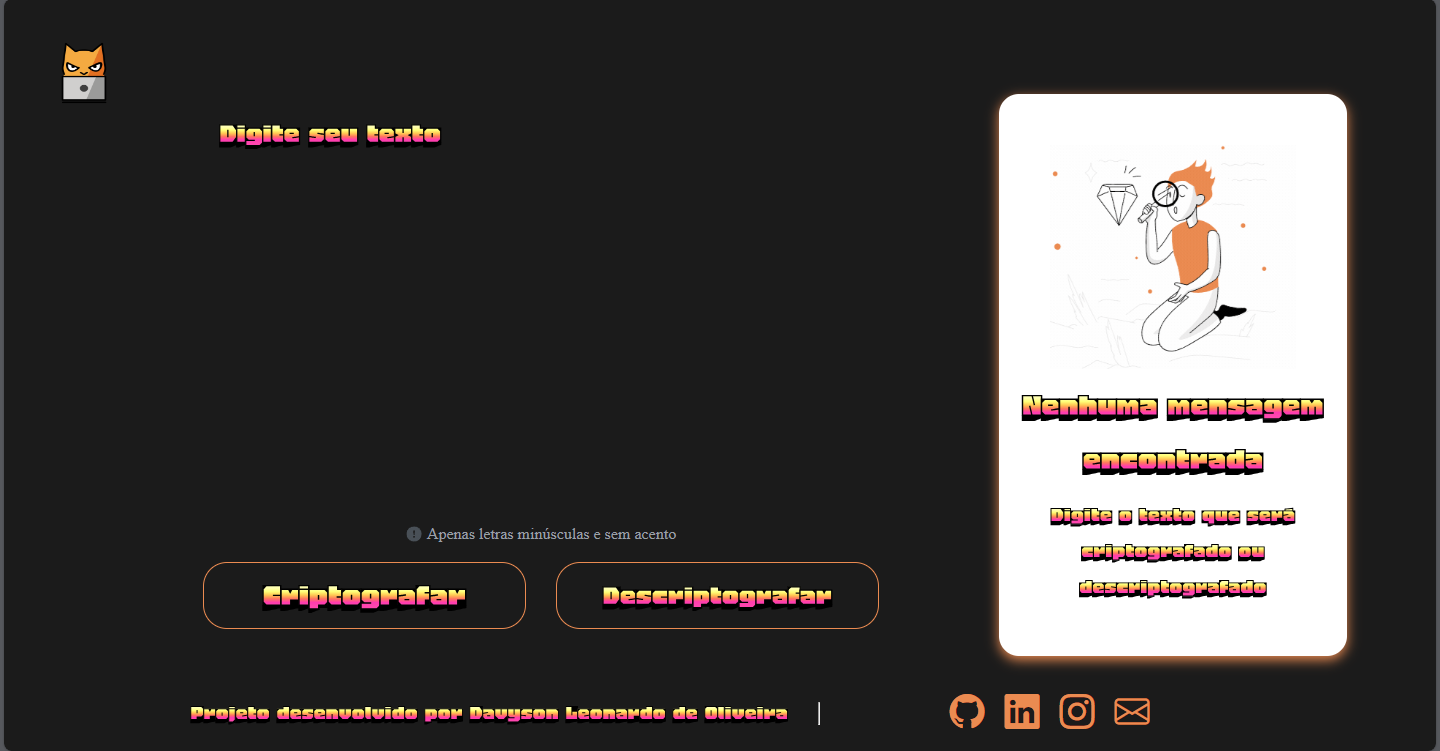 Digite seu texto
Nenhuma mensagem
encontrada
Digite o texto que será
criptografado ou
descriptografado
Apenas letras minúsculas e sem acento
Criptografar
Descriptografar
Projeto desenvolvido por Davyson Leonardo de Oliveira |
in